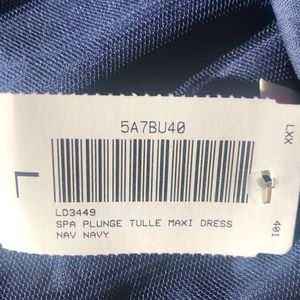 5A7BU40
L
LXX
401
LD3449
SPA PLUNGE TULLE MAXI DRESS
NAV NAVY